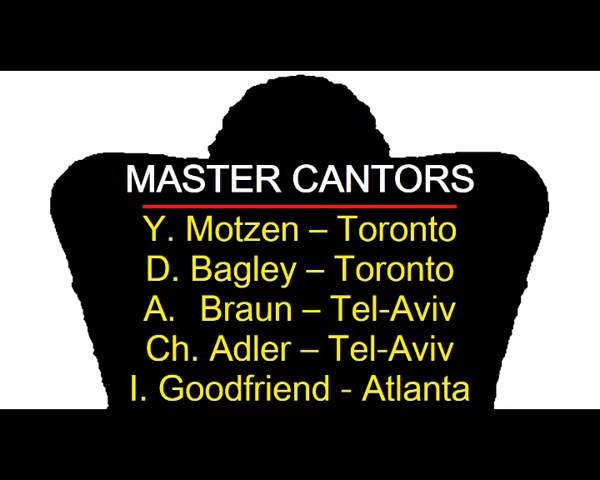 MASTER CANTORS
Y. Motzen – Toronto
D. Bagley – Toronto
A. Braun – Tel-Aviv
Ch. Adler – Tel-Aviv
I. Goodfriend - Atlanta